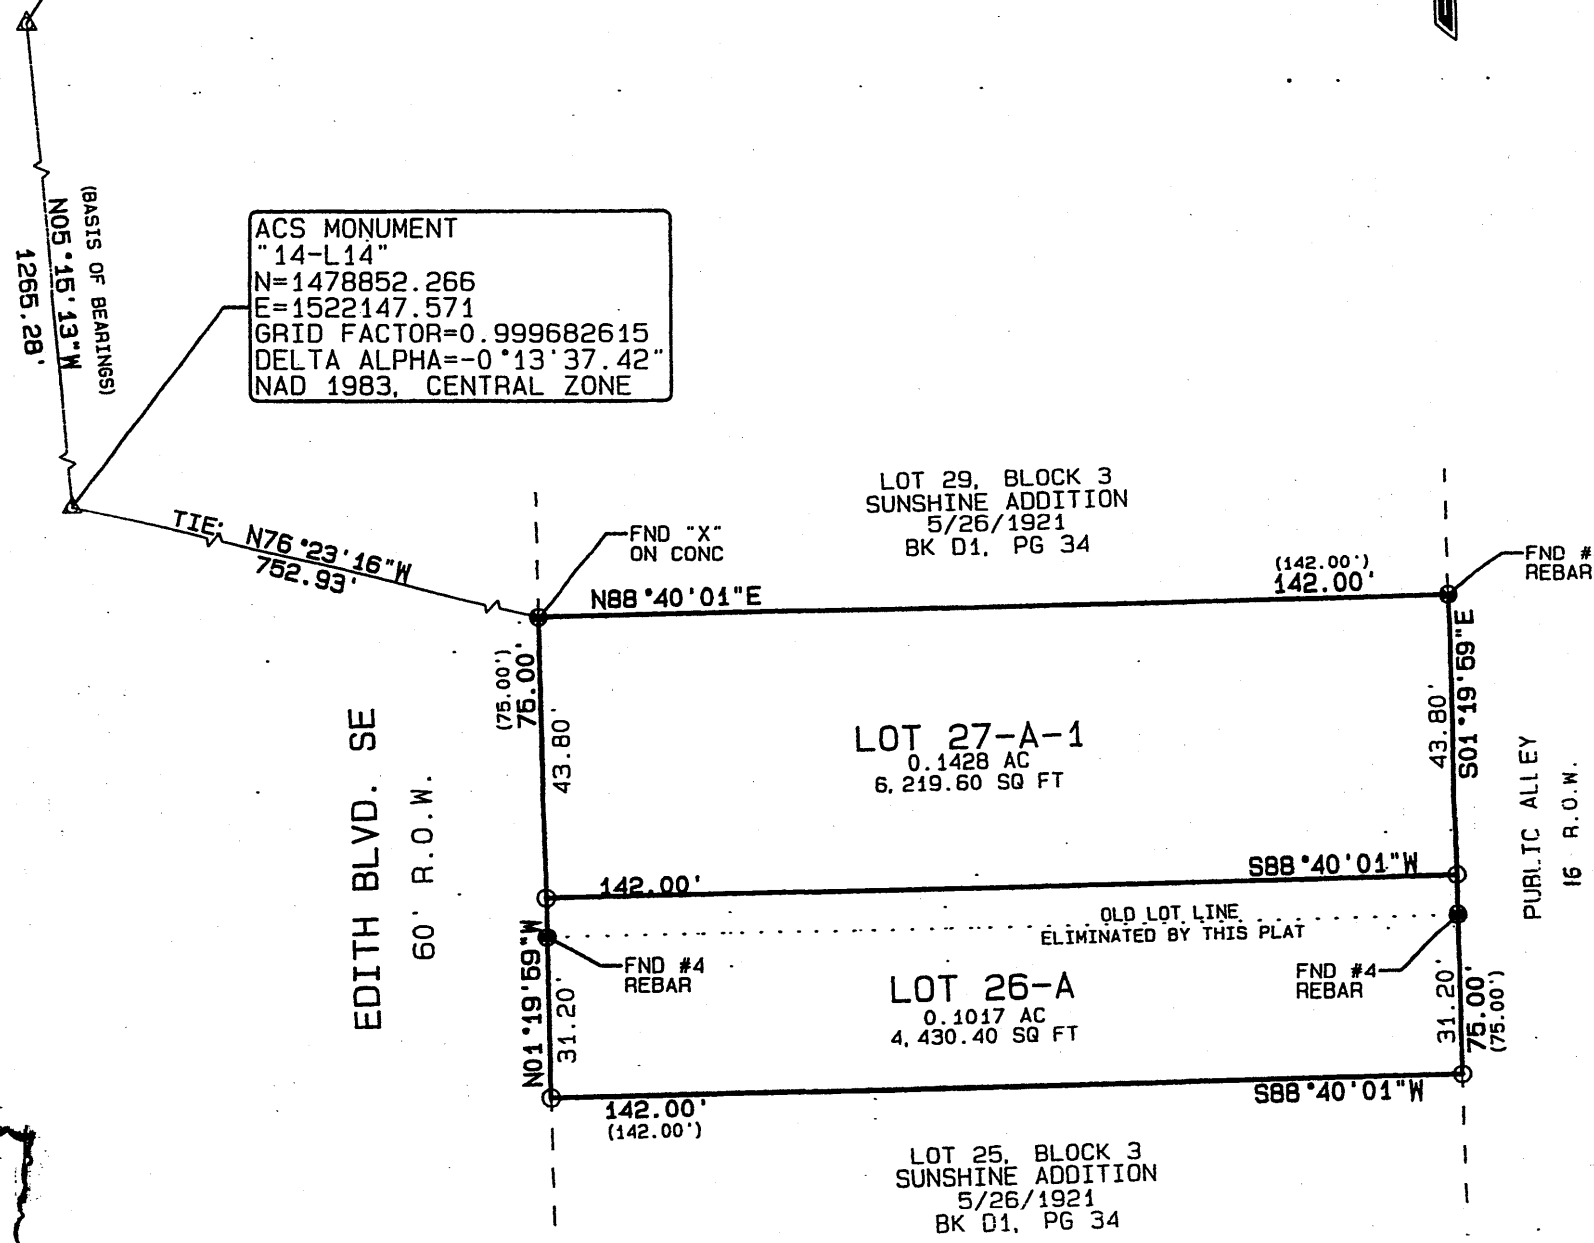 (BASIS OF BEARINGS)
N05°15'13"W
1265.28'
ACS MONUMENT
"14-L14"
N=1478852.266
E=1522147.571
GRID FACTOR=0.999682615
DELTA ALPHA=-0°13'37.42"
NAD 1983, CENTRAL ZONE
TIE: N76°23'16"W
752.93'
FND "X"
ON CONC
LOT 29, BLOCK 3
SUNSHINE ADDITION
5/26/1921
BK D1, PG 34
(142.00')
142.00'
FND #
REBAR
N88°40'01"E
(75.00')
75.00'
43.80'
LOT 27-A-1
0.1428 AC
6,219.60 SQ FT
43.80'
S01°19'59"E
EDITH BLVD. SE
60' R.O.W.
PUBLIC ALLEY
16 R.O.W.
142.00'
S88°40'01"W
OLD LOT LINE
ELIMINATED BY THIS PLAT
FND #4
REBAR
N01°19'59"W
31.20'
LOT 26-A
0.1017 AC
4,430.40 SQ FT
FND #4
REBAR
31.20'
75.00'
(75.00')
142.00'
(142.00')
S88°40'01"W
LOT 25, BLOCK 3
SUNSHINE ADDITION
5/26/1921
BK D1, PG 34